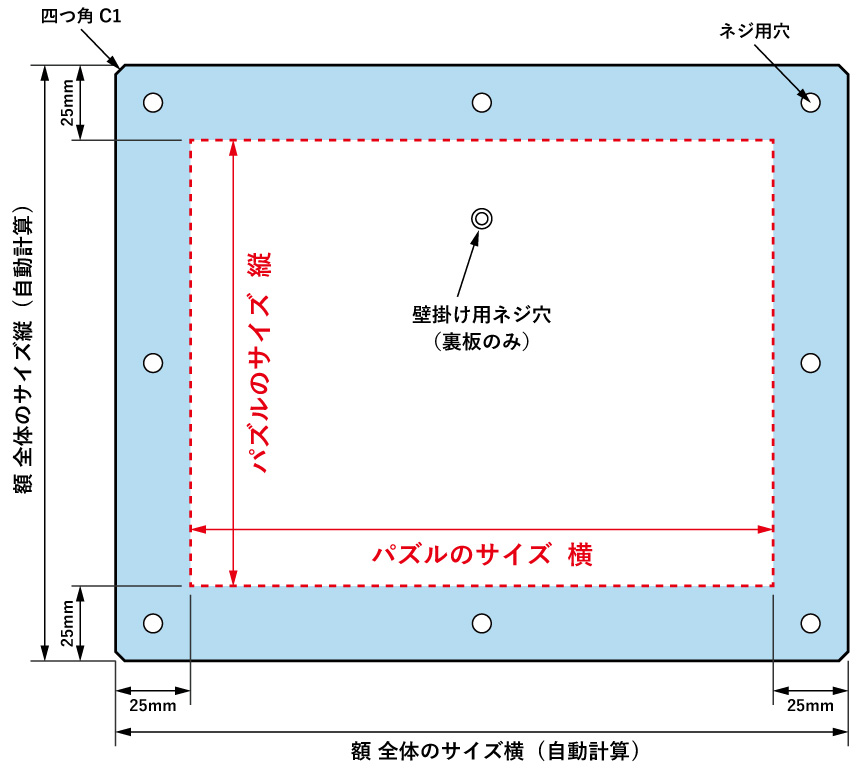 四つ角 C1
ネジ用穴
25mm
額 全体のサイズ縦（自動計算）
パズルのサイズ 縦
壁掛け用ネジ穴
（裏板のみ）
パズルのサイズ 横
25mm
25mm
25mm
額 全体のサイズ横（自動計算）